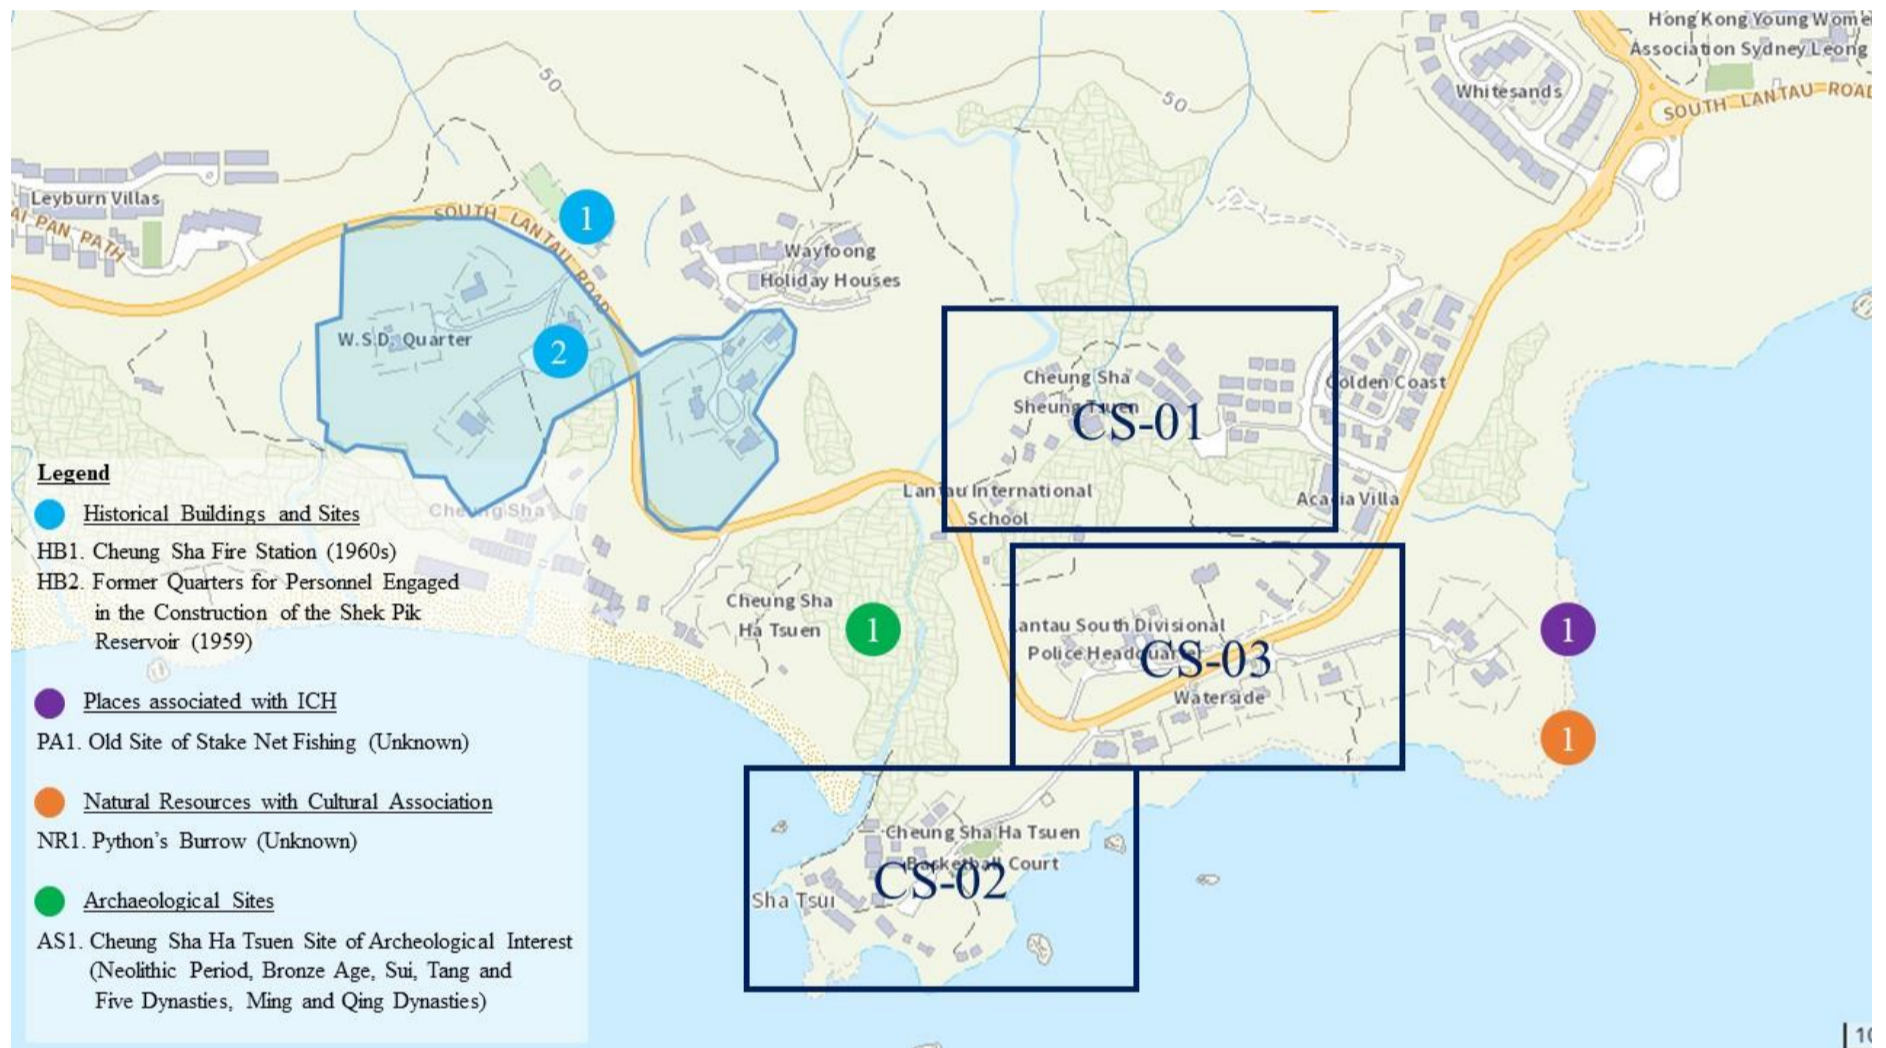 Hong Kong Young Wome
Association Sydney Leong
50
50
Whitesands
SOUTH LANTAU ROAD
Leyburn Villas
AI PAN PATH
SOUTH LANTAU ROAD
1
Wayfoong
Holiday Houses
W.S.D. Quarter
2
Cheung Sha
Sheung Tsuen
CS-01
Golden Coast
Legend
Historical Buildings and Sites
HB1. Cheung Sha Fire Station (1960s)
HB2. Former Quarters for Personnel Engaged
in the Construction of the Shek Pik
Reservoir (1959)
Places associated with ICH
PA1. Old Site of Stake Net Fishing (Unknown)
Natural Resources with Cultural Association
NR1. Python's Burrow (Unknown)
Archaeological Sites
AS1. Cheung Sha Ha Tsuen Site of Archeological Interest
(Neolithic Period, Bronze Age, Sui, Tang and
Five Dynasties, Ming and Qing Dynasties)
Cheung Sha
Lantau International
School
Acacia Villa
Cheung Sha
Ha Tsuen
1
Lantau South Divisional
Police Headquarter
CS-03
Waterside
1
1
Cheung Sha Ha Tsuen
Basketball Court
CS-02
Sha Tsui
10